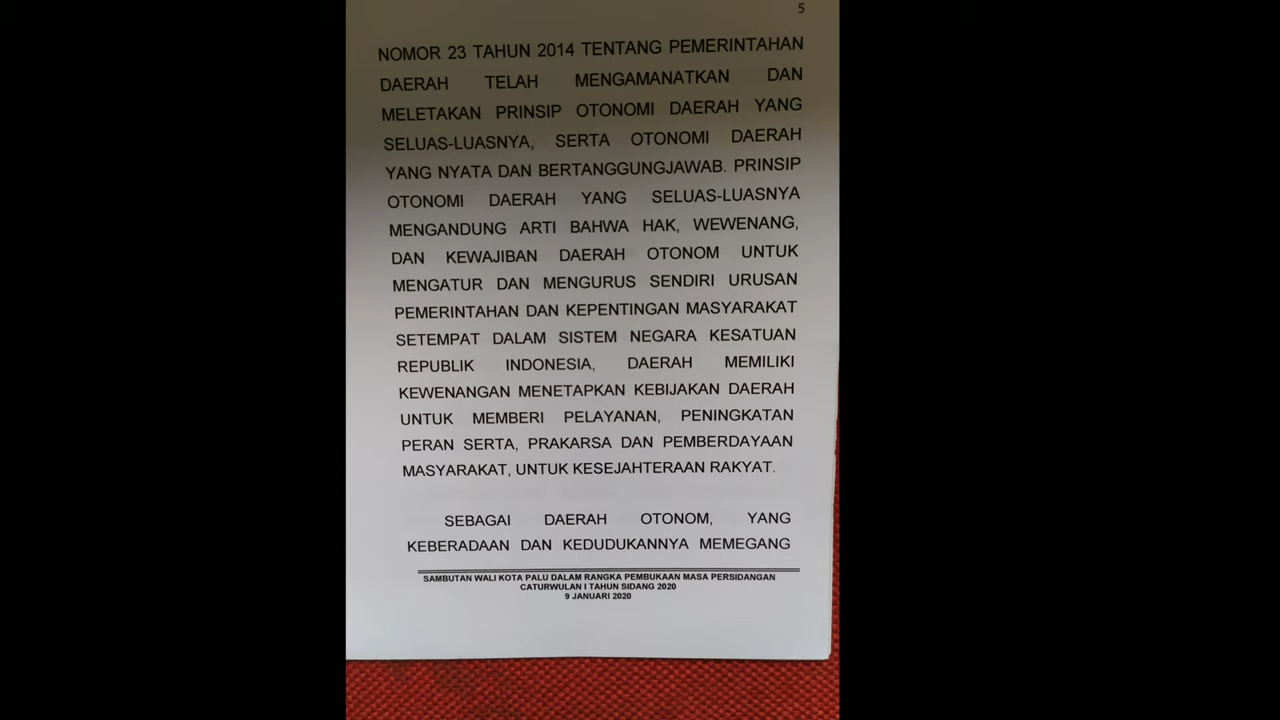 5
NOMOR 23 TAHUN 2014 TENTANG PEMERINTAHAN
DAERAH TELAH MENGAMANATKAN DAN
MELETAKAN PRINSIP OTONOMI DAERAH YANG
SELUAS-LUASNYA, SERTA OTONOMI DAERAH
YANG NYATA DAN BERTANGGUNGJAWAB. PRINSIP
OTONOMI DAERAH YANG SELUAS-LUASNYA
MENGANDUNG ARTI BAHWA HAK, WEWENANG,
DAN KEWAJIBAN DAERAH OTONOM UNTUK
MENGATUR DAN MENGURUS SENDIRI URUSAN
PEMERINTAHAN DAN KEPENTINGAN MASYARAKAT
SETEMPAT DALAM SISTEM NEGARA KESATUAN
REPUBLIK INDONESIA, DAERAH MEMILIKI
KEWENANGAN MENETAPKAN KEBIJAKAN DAERAH
UNTUK MEMBERI PELAYANAN, PENINGKATAN
PERAN SERTA, PRAKARSA DAN PEMBERDAYAAN
MASYARAKAT, UNTUK KESEJAHTERAAN RAKYAT.
SEBAGAI DAERAH OTONOM, YANG
KEBERADAAN DAN KEDUDUKANNYA MEMEGANG
SAMBUTAN WALI KOTA PALU DALAM RANGKA PEMBUKAAN MASA PERSIDANGAN
CATURWULAN I TAHUN SIDANG 2020
9 JANUARI 2020